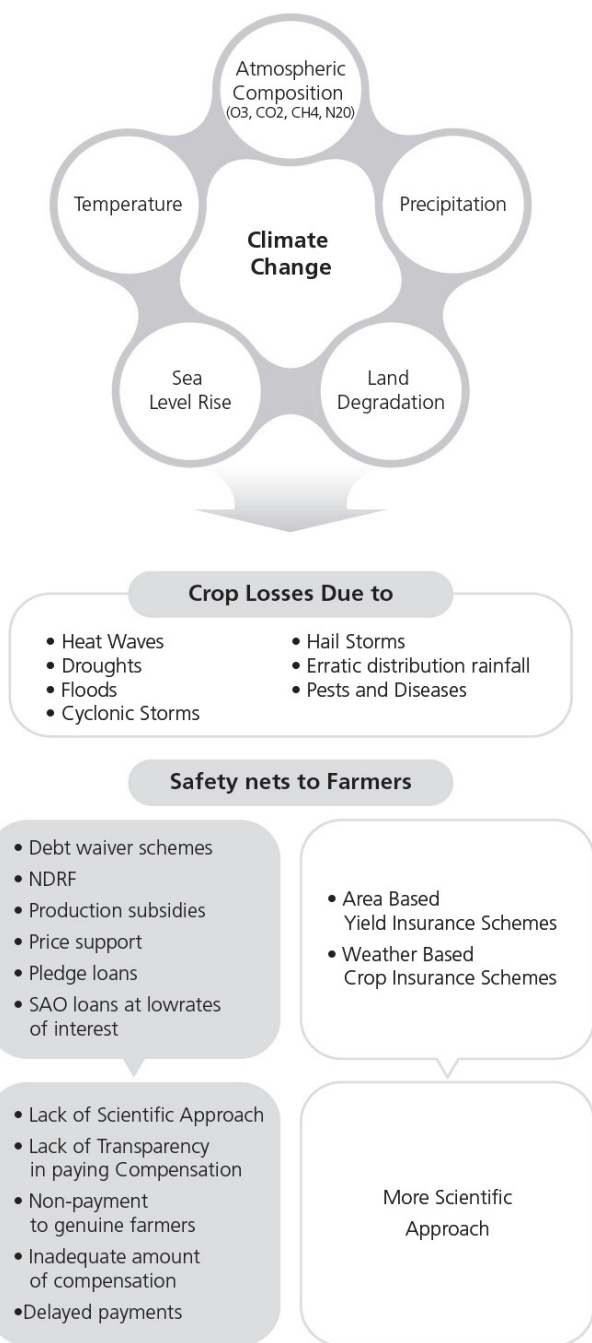 Atmospheric
Composition
(O3, CO2, CH4, N20)
Temperature
Precipitation
Climate
Change
Sea
Level Rise
Land
Degradation
Crop Losses Due to
• Heat Waves
• Droughts
• Floods
• Cyclonic Storms
• Hail Storms
• Erratic distribution rainfall
• Pests and Diseases
Safety nets to Farmers
• Debt waiver schemes
• NDRF
• Production subsidies
• Price support
• Pledge loans
• SAO loans at lowrates
of interest
• Area Based
Yield Insurance Schemes
• Weather Based
Crop Insurance Schemes
• Lack of Scientific Approach
• Lack of Transparency
in paying Compensation
• Non-payment
to genuine farmers
• Inadequate amount
of compensation
•Delayed payments
More Scientific
Approach